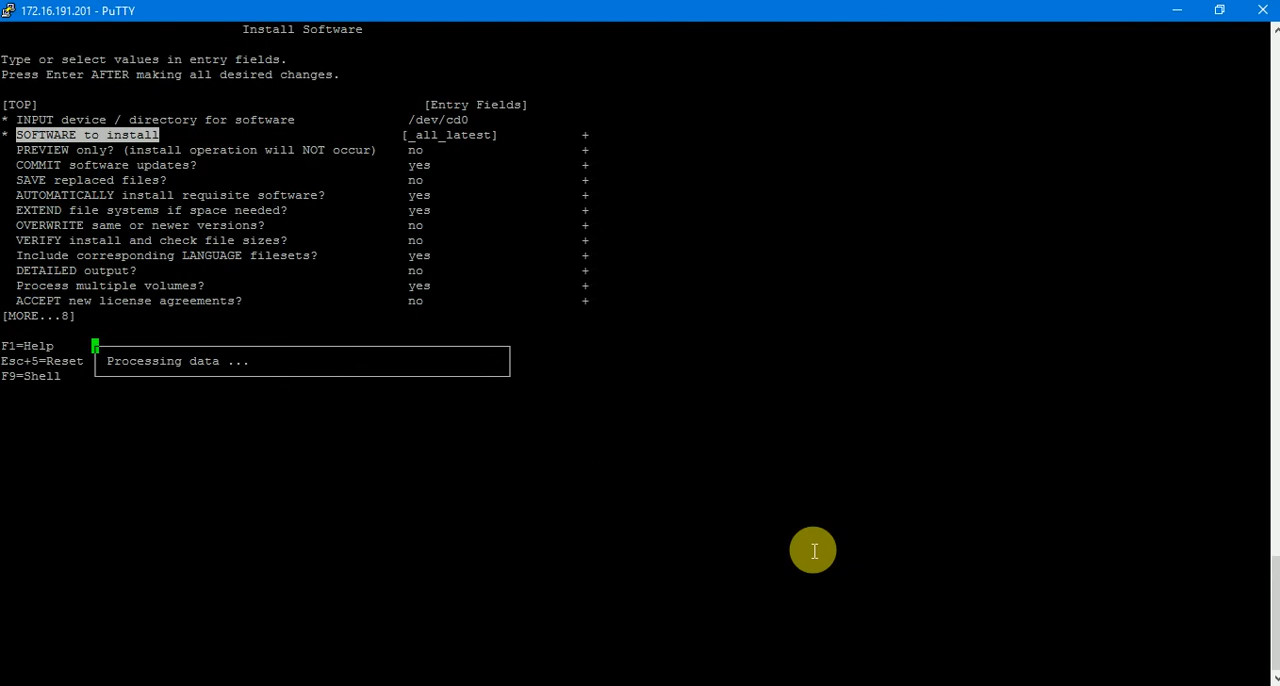 172.16.191.201 - PuTTY
Install Software
Type or select values in entry fields.
Press Enter AFTER making all desired changes.
[TOP] [Entry Fields]
* INPUT device / directory for software /dev/cd0
* SOFTWARE to install [_all_latest] +
PREVIEW only? (install operation will NOT occur) no +
COMMIT software updates? yes +
SAVE replaced files? no +
AUTOMATICALLY install requisite software? yes +
EXTEND file systems if space needed? yes +
OVERWRITE same or newer versions? no +
VERIFY install and check file sizes? no +
Include corresponding LANGUAGE filesets? yes +
DETAILED output? no +
Process multiple volumes? yes +
ACCEPT new license agreements? no +
[MORE...8]
F1=Help
Esc+5=Reset Processing data ...
F9=Shell